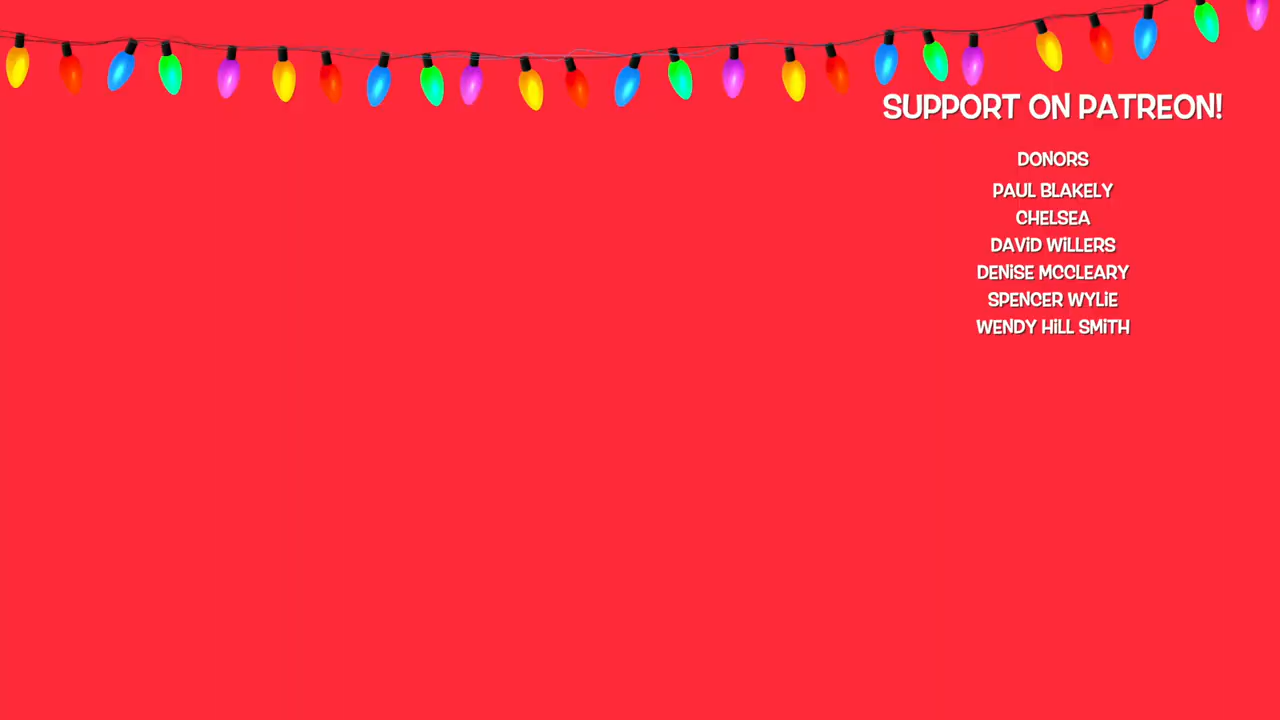 SUPPORT ON PATREON!
DONORS
PAUL BLAKELY
CHELSEA
DAViD WiLLERS
DENiSE MCCLEARY
SPENCER WYLiE
WENDY HiLL SMiTH